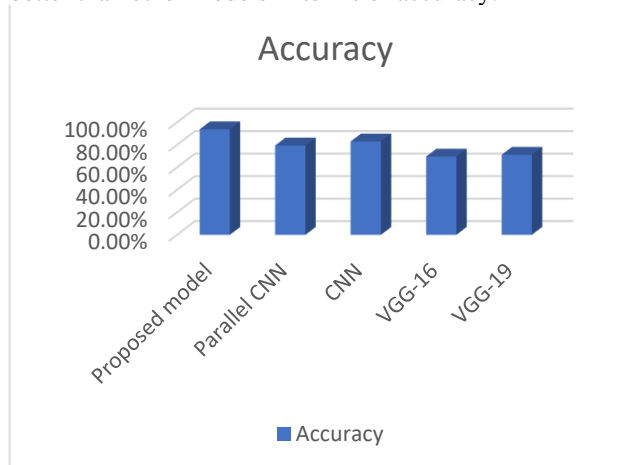 Accuracy
100.00%
80.00%
60.00%
40.00%
20.00%
0.00%
Proposed model
Parallel CNN
CNN
VGG-16
VGG-19
Accuracy